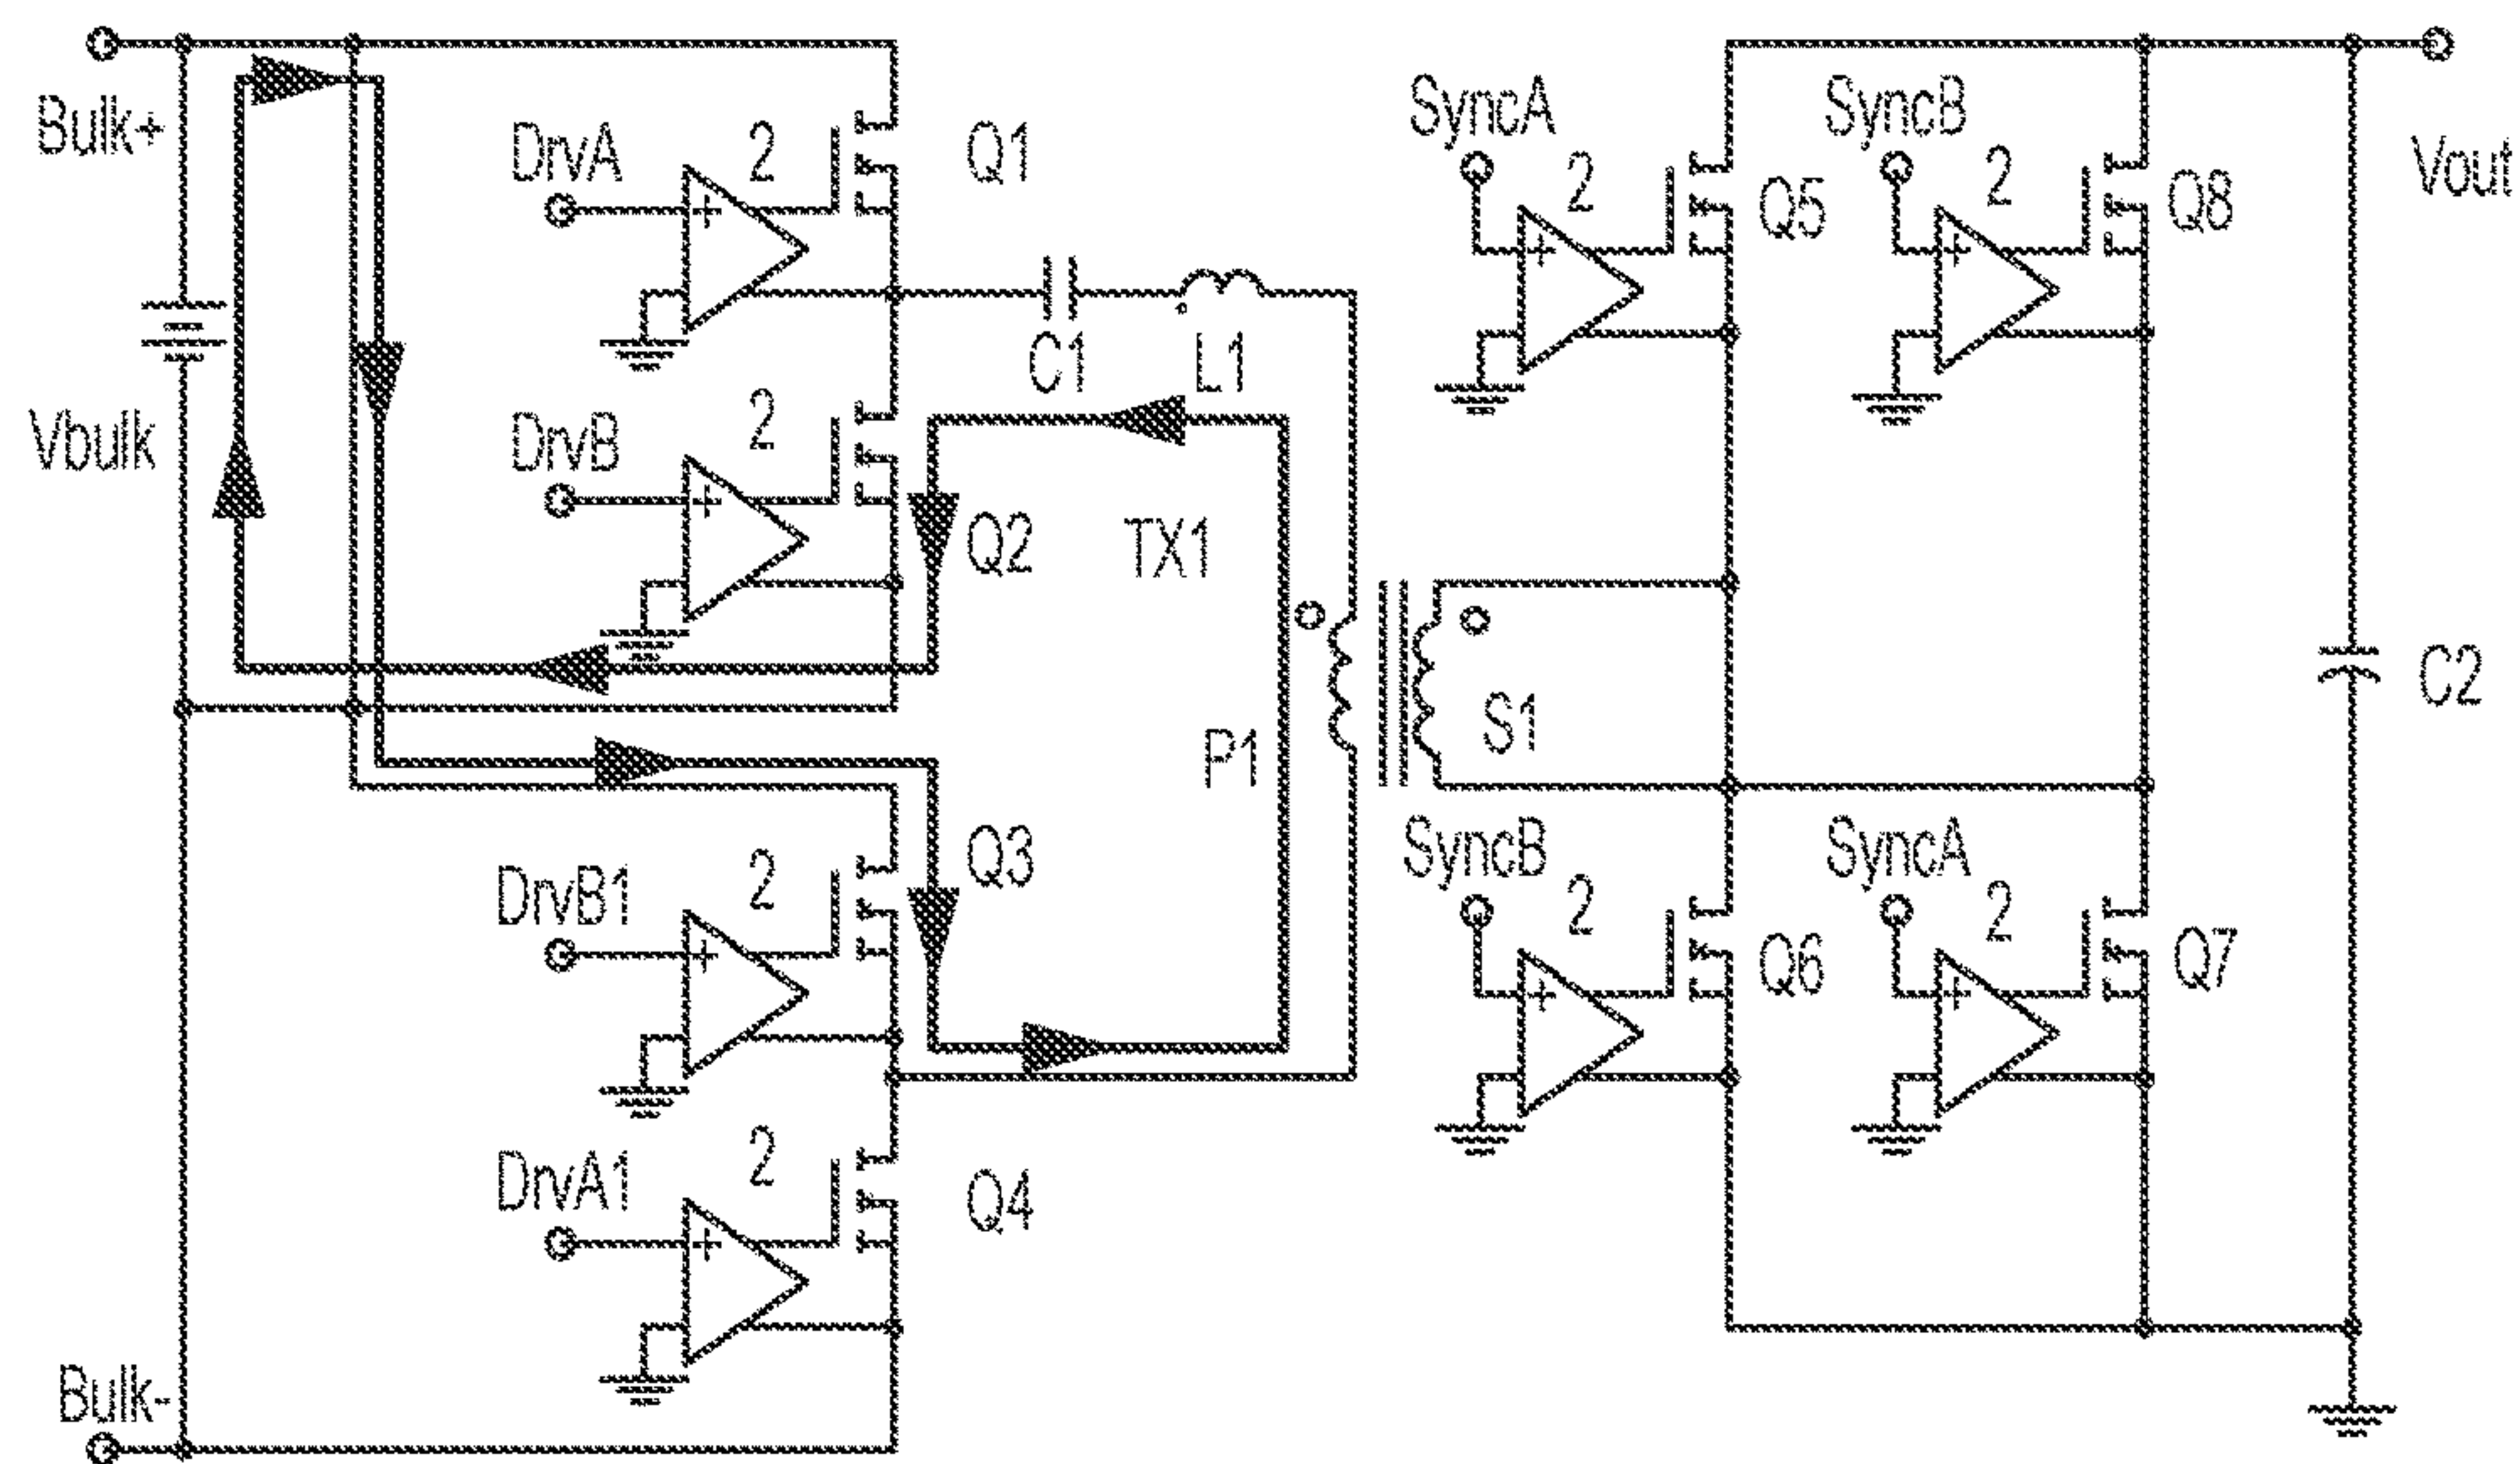 Bulk+
DrvA
2
Q1
SyncA
2
Q5
SyncB
2
Q8
Vout
C1
L1
Vbulk
DrvB
2
Q2
TX1
P1
S1
C2
DrvB1
2
Q3
SyncB
2
Q6
SyncA
2
Q7
DrvA1
2
Q4
Bulk-